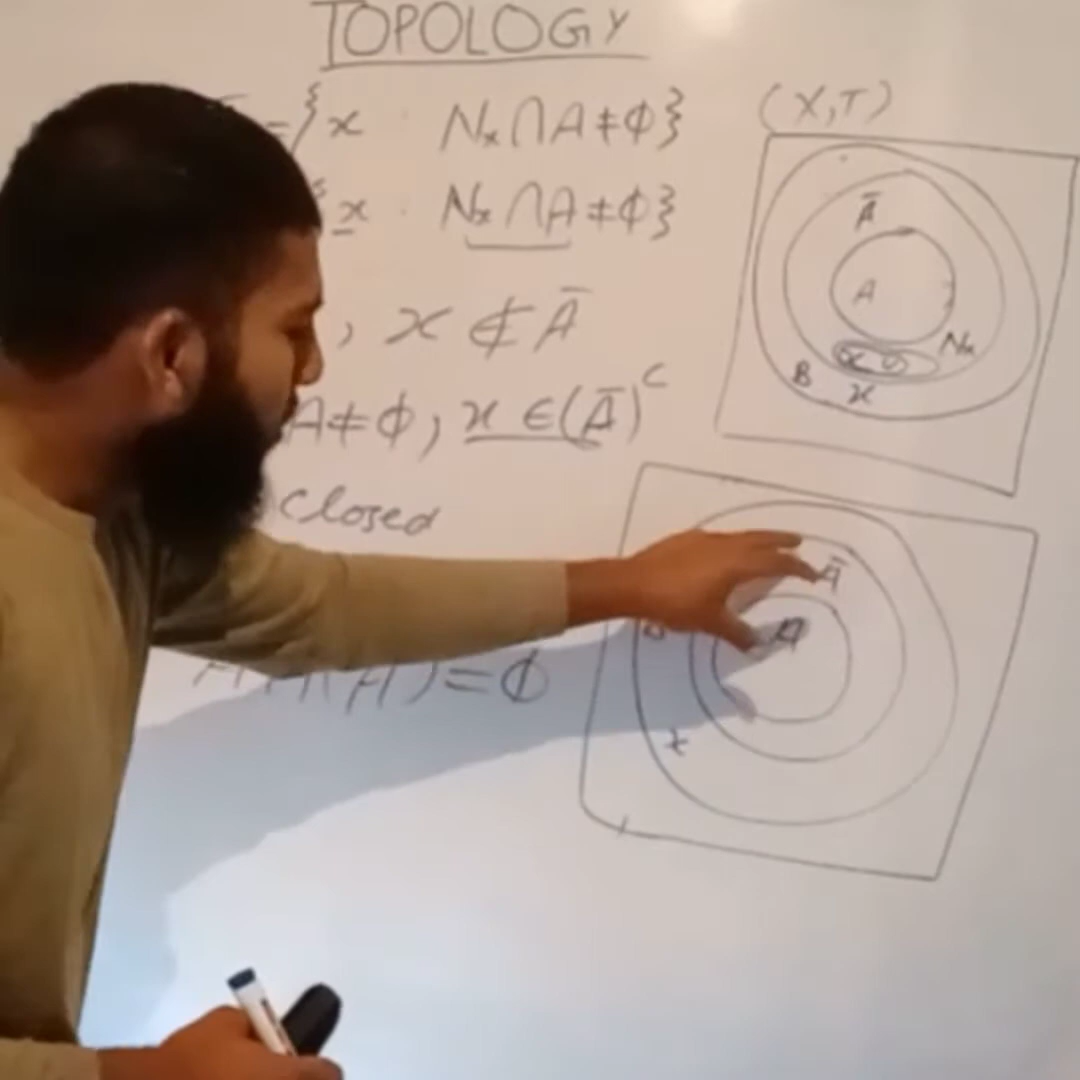 TOPOLOGY
={x : Nx∩A≠Φ}
{x : Nx∩A≠Φ}
, x ∉ Ā
A≠Φ, x ∈(Ā)ᶜ
Closed
)=Φ
(X,T)
Ā
A
Nx
B
x
Ā
A
x